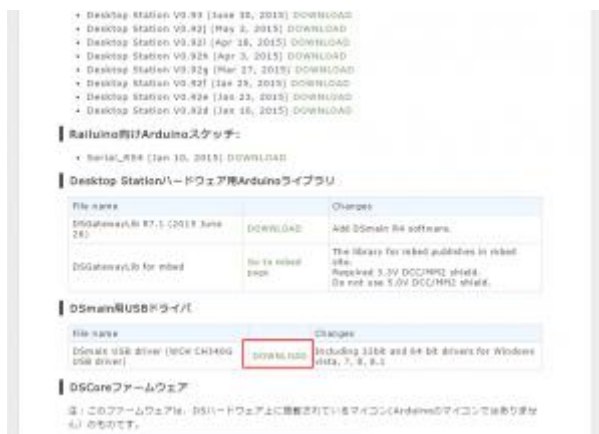 • Desktop Station V0.93 (June 30, 2015) DOWNLOAD
• Desktop Station V0.92j (May 2, 2015) DOWNLOAD
• Desktop Station V0.92i (Apr 18, 2015) DOWNLOAD
• Desktop Station V0.92h (Apr 3, 2015) DOWNLOAD
• Desktop Station V0.92g (Mar 27, 2015) DOWNLOAD
• Desktop Station V0.92f (Jan 25, 2015) DOWNLOAD
• Desktop Station V0.92e (Jan 23, 2015) DOWNLOAD
• Desktop Station V0.92d (Jan 16, 2015) DOWNLOAD
Railuino向けArduinoスケッチ:
• Serial_R04 (Jan 10, 2015) DOWNLOAD
Desktop Stationハードウェア用Arduinoライブラリ
File name Changes
DSGatewayLib R7.1 (2015 June 26) DOWNLOAD Add DSmain R4 software.
DSGatewayLib for mbed Go to mbed page The library for mbed publishes in mbed site.
Required 3.3V DCC/MM2 shield.
Do not use 5.0V DCC/MM2 shield.
DSmain用USBドライバ
File name Changes
DSmain USB driver (WCH CH340G USB driver) DOWNLOAD Including 32bit and 64 bit drivers for Windows vista, 7, 8, 8.1
DSCoreファームウェア
注：このファームウェアは、DSハードウェア上に搭載されているマイコン(Arduinoのマイコンではありませ
ん) のものです。